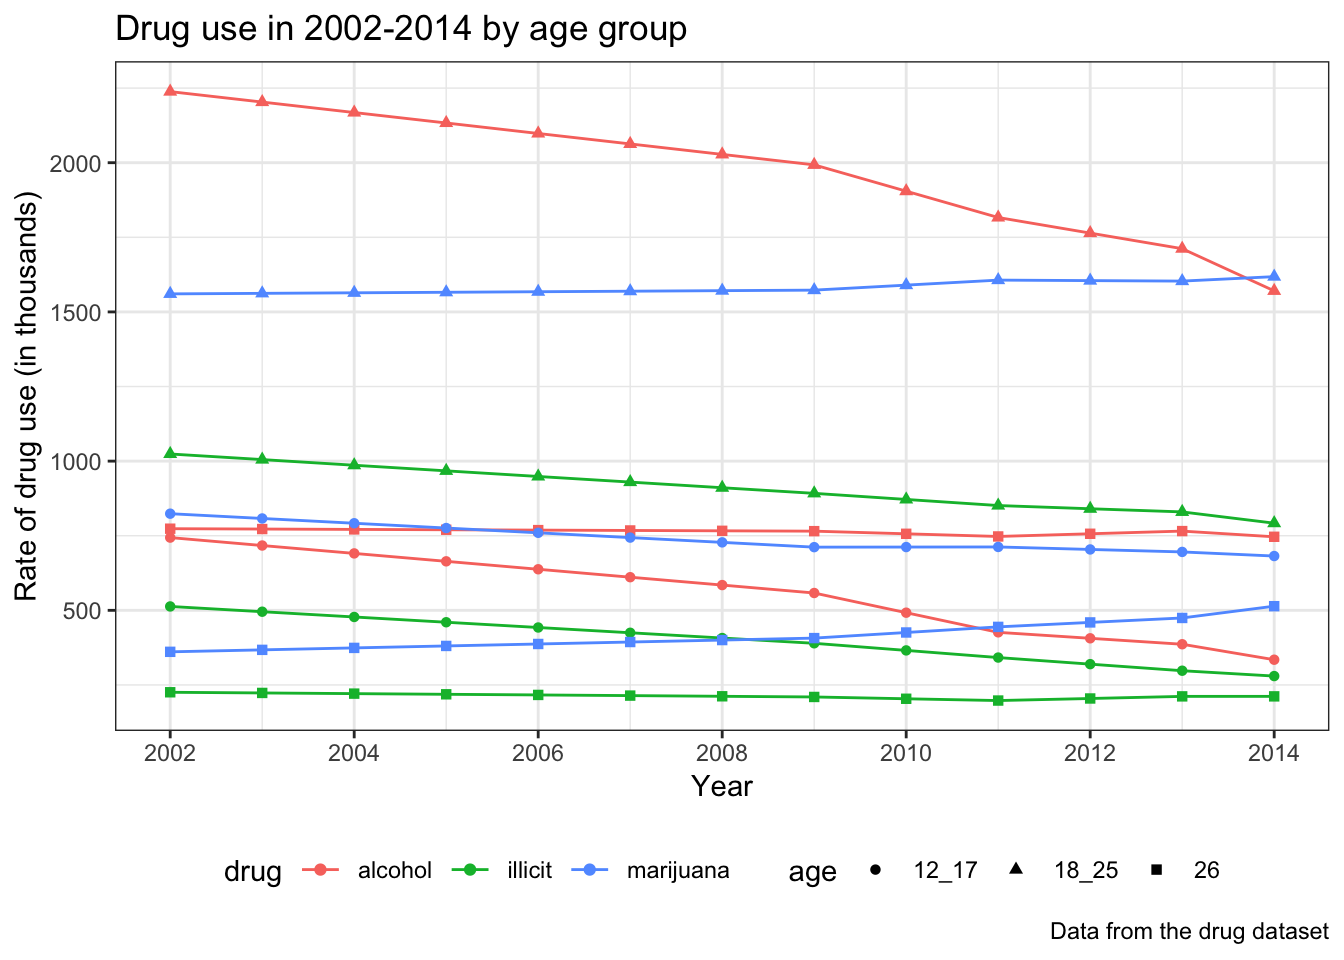 Drug use in 2002-2014 by age group
Rate of drug use (in thousands)
2000
1500
1000
500
2002 2004 2006 2008 2010 2012 2014
Year
drug alcohol illicit marijuana age 12_17 18_25 26
Data from the drug dataset